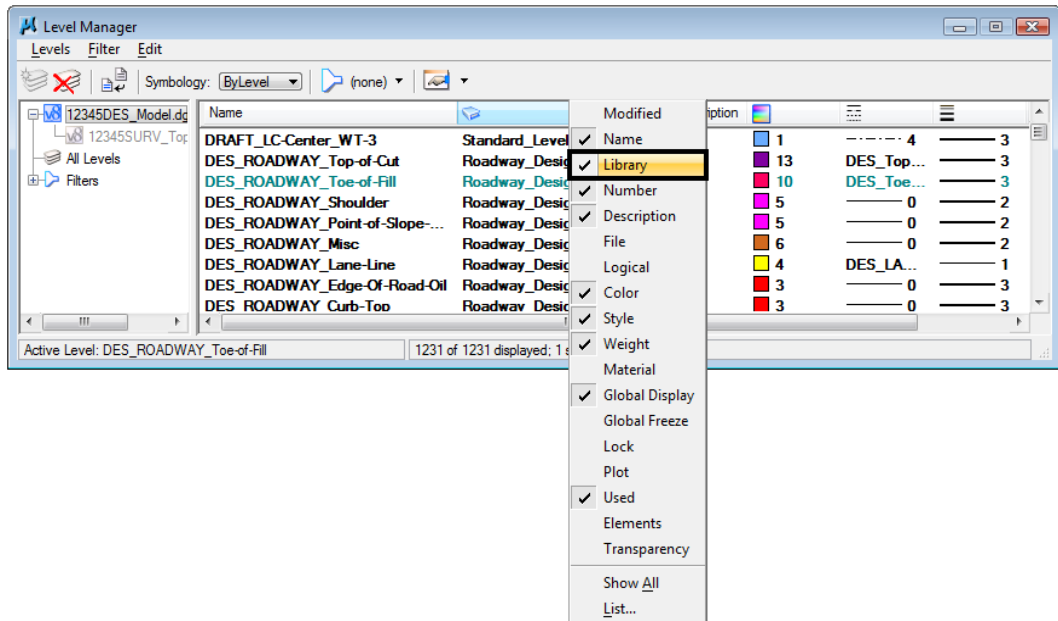 Level Manager
Levels Filter Edit
Symbology: ByLevel (none)
12345DES_Model.dg
12345SURV_Top
All Levels
Filters
Name
DRAFT_LC-Center_WT-3 Standard_Level 1 4 3
DES_ROADWAY_Top-of-Cut Roadway_Desig 13 DES_Top... 3
DES_ROADWAY_Toe-of-Fill Roadway_Desig 10 DES_Toe... 3
DES_ROADWAY_Shoulder Roadway_Desig 5 0 2
DES_ROADWAY_Point-of-Slope-... Roadway_Desig 5 0 2
DES_ROADWAY_Misc Roadway_Desig 6 0 2
DES_ROADWAY_Lane-Line Roadway_Desig 4 DES_LA... 1
DES_ROADWAY_Edge-Of-Road-Oil Roadway_Desig 3 0 3
DES_ROADWAY_Curb-Top Roadway_Desig 3 0 3
Active Level: DES_ROADWAY_Toe-of-Fill 1231 of 1231 displayed; 1 s
Modified
Name
Library
Number
Description
File
Logical
Color
Style
Weight
Material
Global Display
Global Freeze
Lock
Plot
Used
Elements
Transparency
Show All
List...